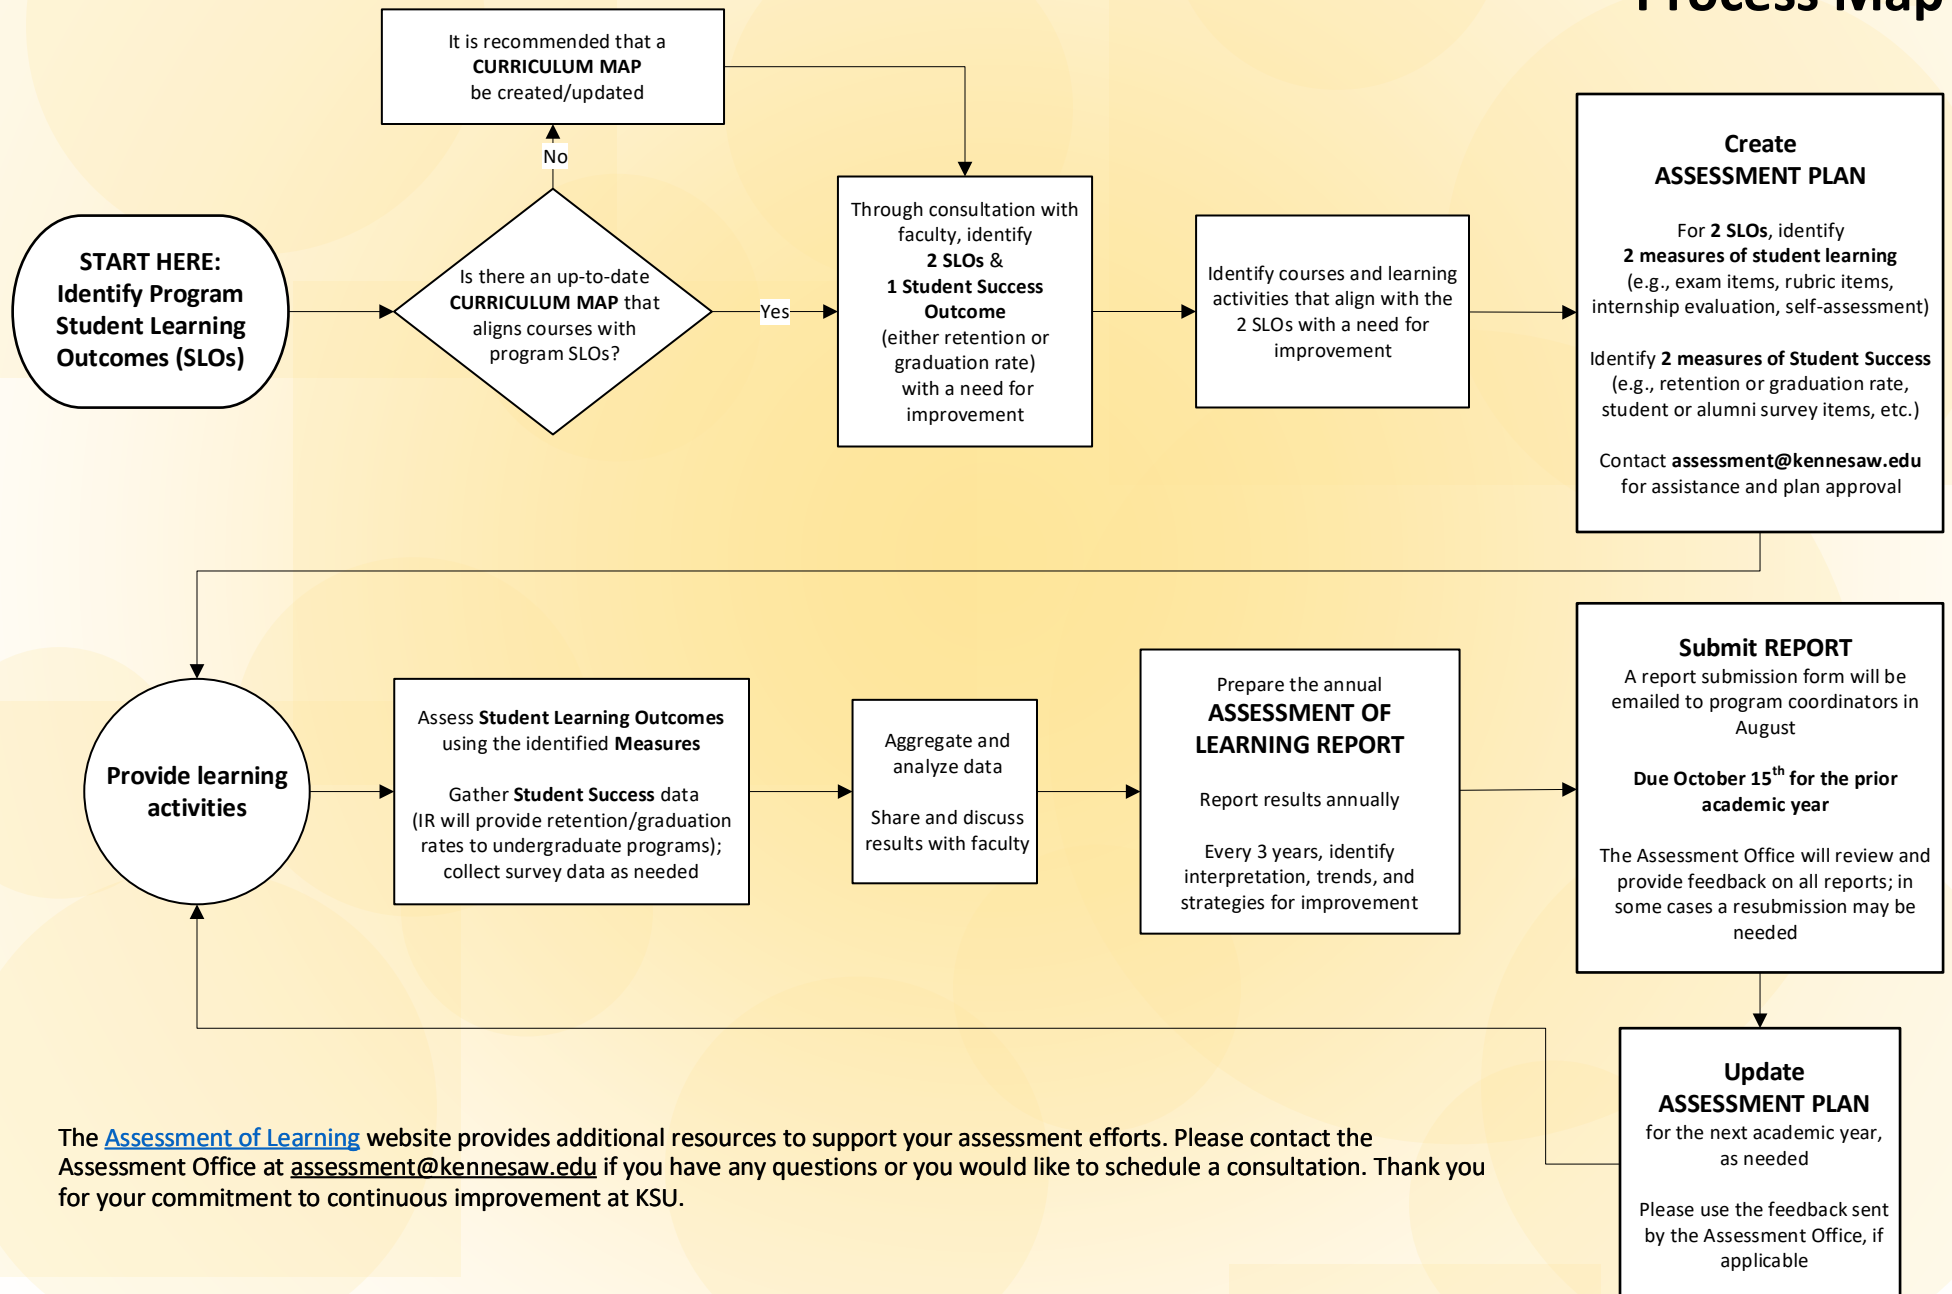 Process Map
It is recommended that a
CURRICULUM MAP
be created/updated
No
START HERE:
Identify Program
Student Learning
Outcomes (SLOs)
Is there an up-to-date
CURRICULUM MAP that
aligns courses with
program SLOs?
Yes
Through consultation with
faculty, identify
2 SLOs &
1 Student Success
Outcome
(either retention or
graduation rate)
with a need for
improvement
Identify courses and learning
activities that align with the
2 SLOs with a need for
improvement
Create
ASSESSMENT PLAN
For 2 SLOs, identify
2 measures of student learning
(e.g., exam items, rubric items,
internship evaluation, self-assessment)
Identify 2 measures of Student Success
(e.g., retention or graduation rate,
student or alumni survey items, etc.)
Contact assessment@kennesaw.edu
for assistance and plan approval
Provide learning
activities
Assess Student Learning Outcomes
using the identified Measures
Gather Student Success data
(IR will provide retention/graduation
rates to undergraduate programs);
collect survey data as needed
Aggregate and
analyze data
Share and discuss
results with faculty
Prepare the annual
ASSESSMENT OF
LEARNING REPORT
Report results annually
Every 3 years, identify
interpretation, trends, and
strategies for improvement
Submit REPORT
A report submission form will be
emailed to program coordinators in
August
Due October 15th for the prior
academic year
The Assessment Office will review and
provide feedback on all reports; in
some cases a resubmission may be
needed
Update
ASSESSMENT PLAN
for the next academic year,
as needed
Please use the feedback sent
by the Assessment Office, if
applicable
The Assessment of Learning website provides additional resources to support your assessment efforts. Please contact the
Assessment Office at assessment@kennesaw.edu if you have any questions or you would like to schedule a consultation. Thank you
for your commitment to continuous improvement at KSU.